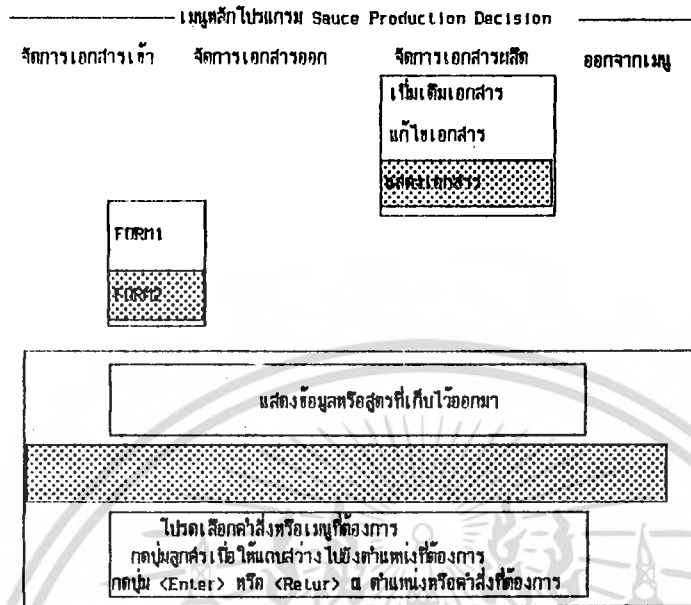 เมนูหลักโปรแกรม Sauce Production Decision
จัดการเอกสารเข้า จัดการเอกสารออก จัดการเอกสารผลิต ออกจากเมนู
เพิ่มเติมเอกสาร
แก้ไขเอกสาร
แสดงเอกสาร
FORM1
FORM2
แสดงข้อมูลหรือสูตรที่เก็บไว้ออกมา
โปรดเลือกคำสั่งหรือเมนูที่ต้องการ
กดปุ่มลูกศรเพื่อให้แถบสว่างไปยังตำแหน่งที่ต้องการ
กดปุ่ม <Enter> หรือ <Retur> ณ ตำแหน่งหรือคำสั่งที่ต้องการ